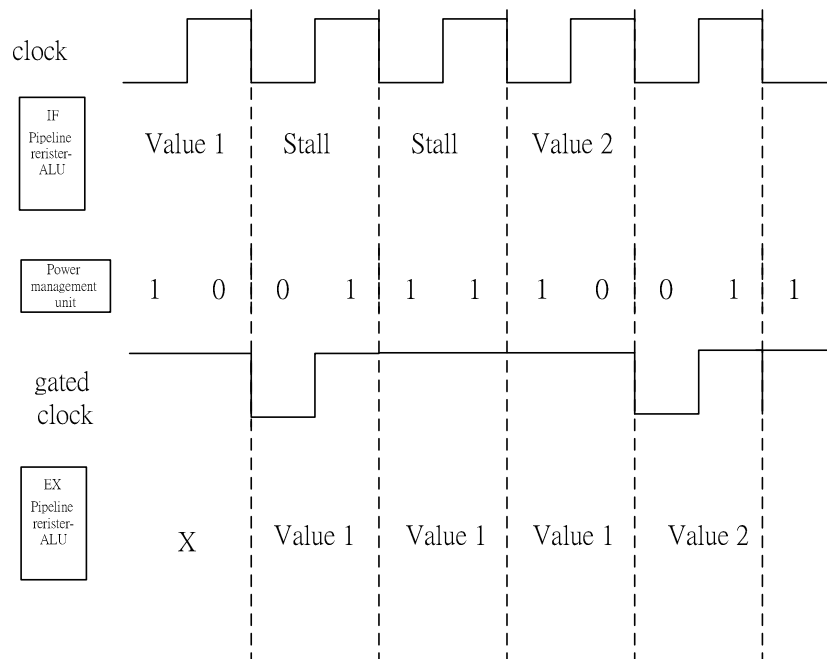 clock
IF
Pipeline
rerister-
ALU
Value 1 Stall Stall Value 2
Power
management
unit
1 0 0 1 1 1 1 0 0 1 1
gated
clock
EX
Pipeline
rerister-
ALU
X Value 1 Value 1 Value 1 Value 2